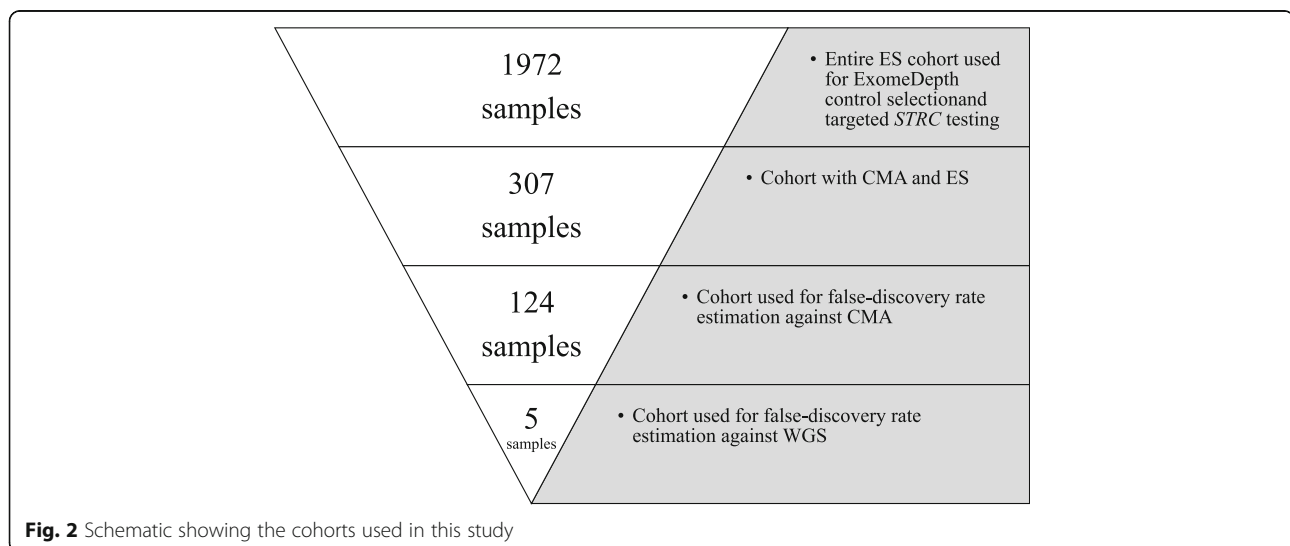 1972
samples
• Entire ES cohort used
for ExomeDepth
control selectionand
targeted STRC testing
307
samples
• Cohort with CMA and ES
124
samples
• Cohort used for false-discovery rate
estimation against CMA
5
samples
• Cohort used for false-discovery rate
estimation against WGS
Fig. 2 Schematic showing the cohorts used in this study